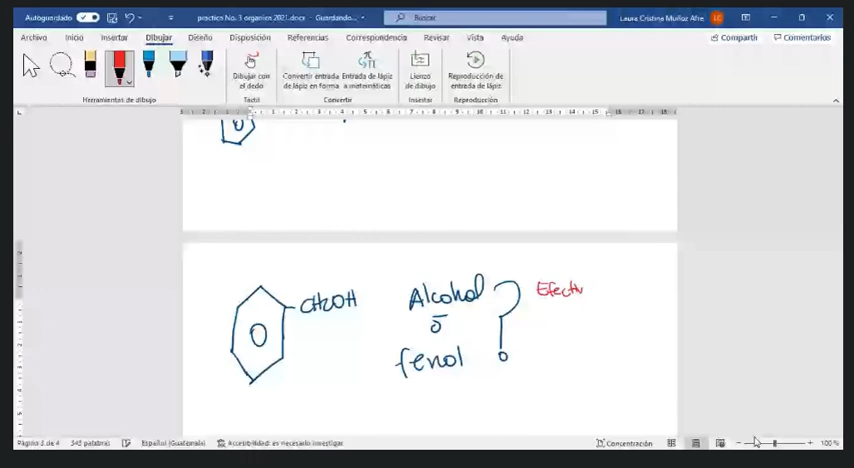 Autoguardado
practica No. 3 organica 2021.docx - Guardando...
Buscar
Laura Cristina Muñoz Afre
LC
Archivo Inicio Insertar Dibujar Diseño Disposición Referencias Correspondencia Revisar Vista Ayuda
Compartir Comentarios
Dibujar con el dedo
Convertir entrada de lápiz en forma
Entrada de lápiz a matemáticas
Lienzo de dibujo
Reproducción de entrada de lápiz
Herramientas de dibujo Táctil Convertir Insertar Reproducción
CH2OH
Alcohol
ō
fenol
?
Página 3 de 4 345 palabras Español (Guatemala) Accesibilidad: es necesario investigar Concentración 100 %